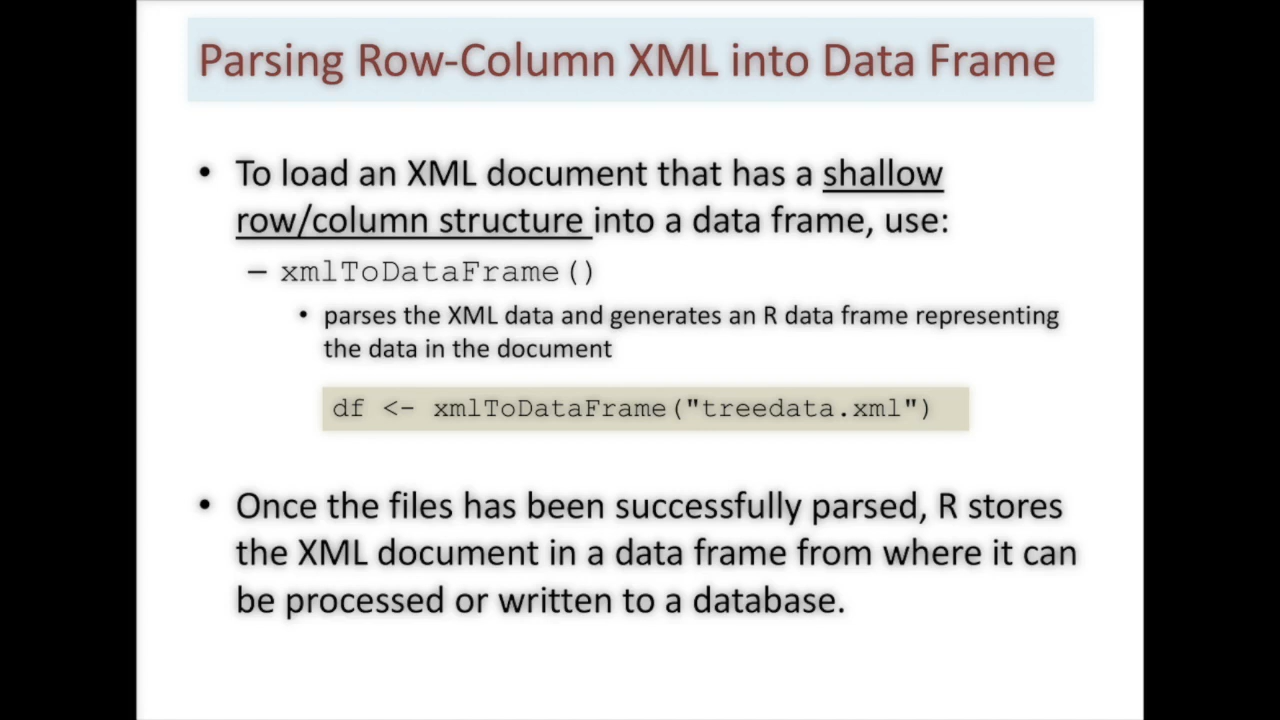 Parsing Row-Column XML into Data Frame
• To load an XML document that has a shallow
row/column structure into a data frame, use:
– xmlToDataFrame()
• parses the XML data and generates an R data frame representing
the data in the document
df <- xmlToDataFrame("treedata.xml")
• Once the files has been successfully parsed, R stores
the XML document in a data frame from where it can
be processed or written to a database.